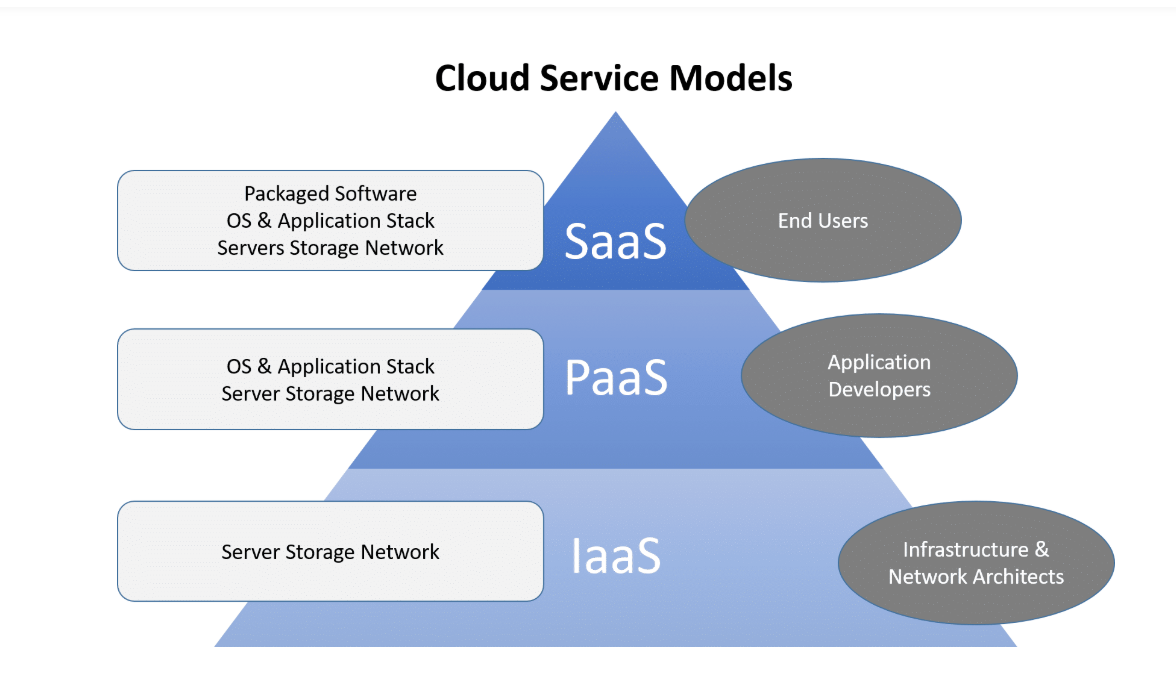 Cloud Service Models
Packaged Software
OS & Application Stack
Servers Storage Network
SaaS
End Users
OS & Application Stack
Server Storage Network
PaaS
Application
Developers
Server Storage Network
IaaS
Infrastructure &
Network Architects